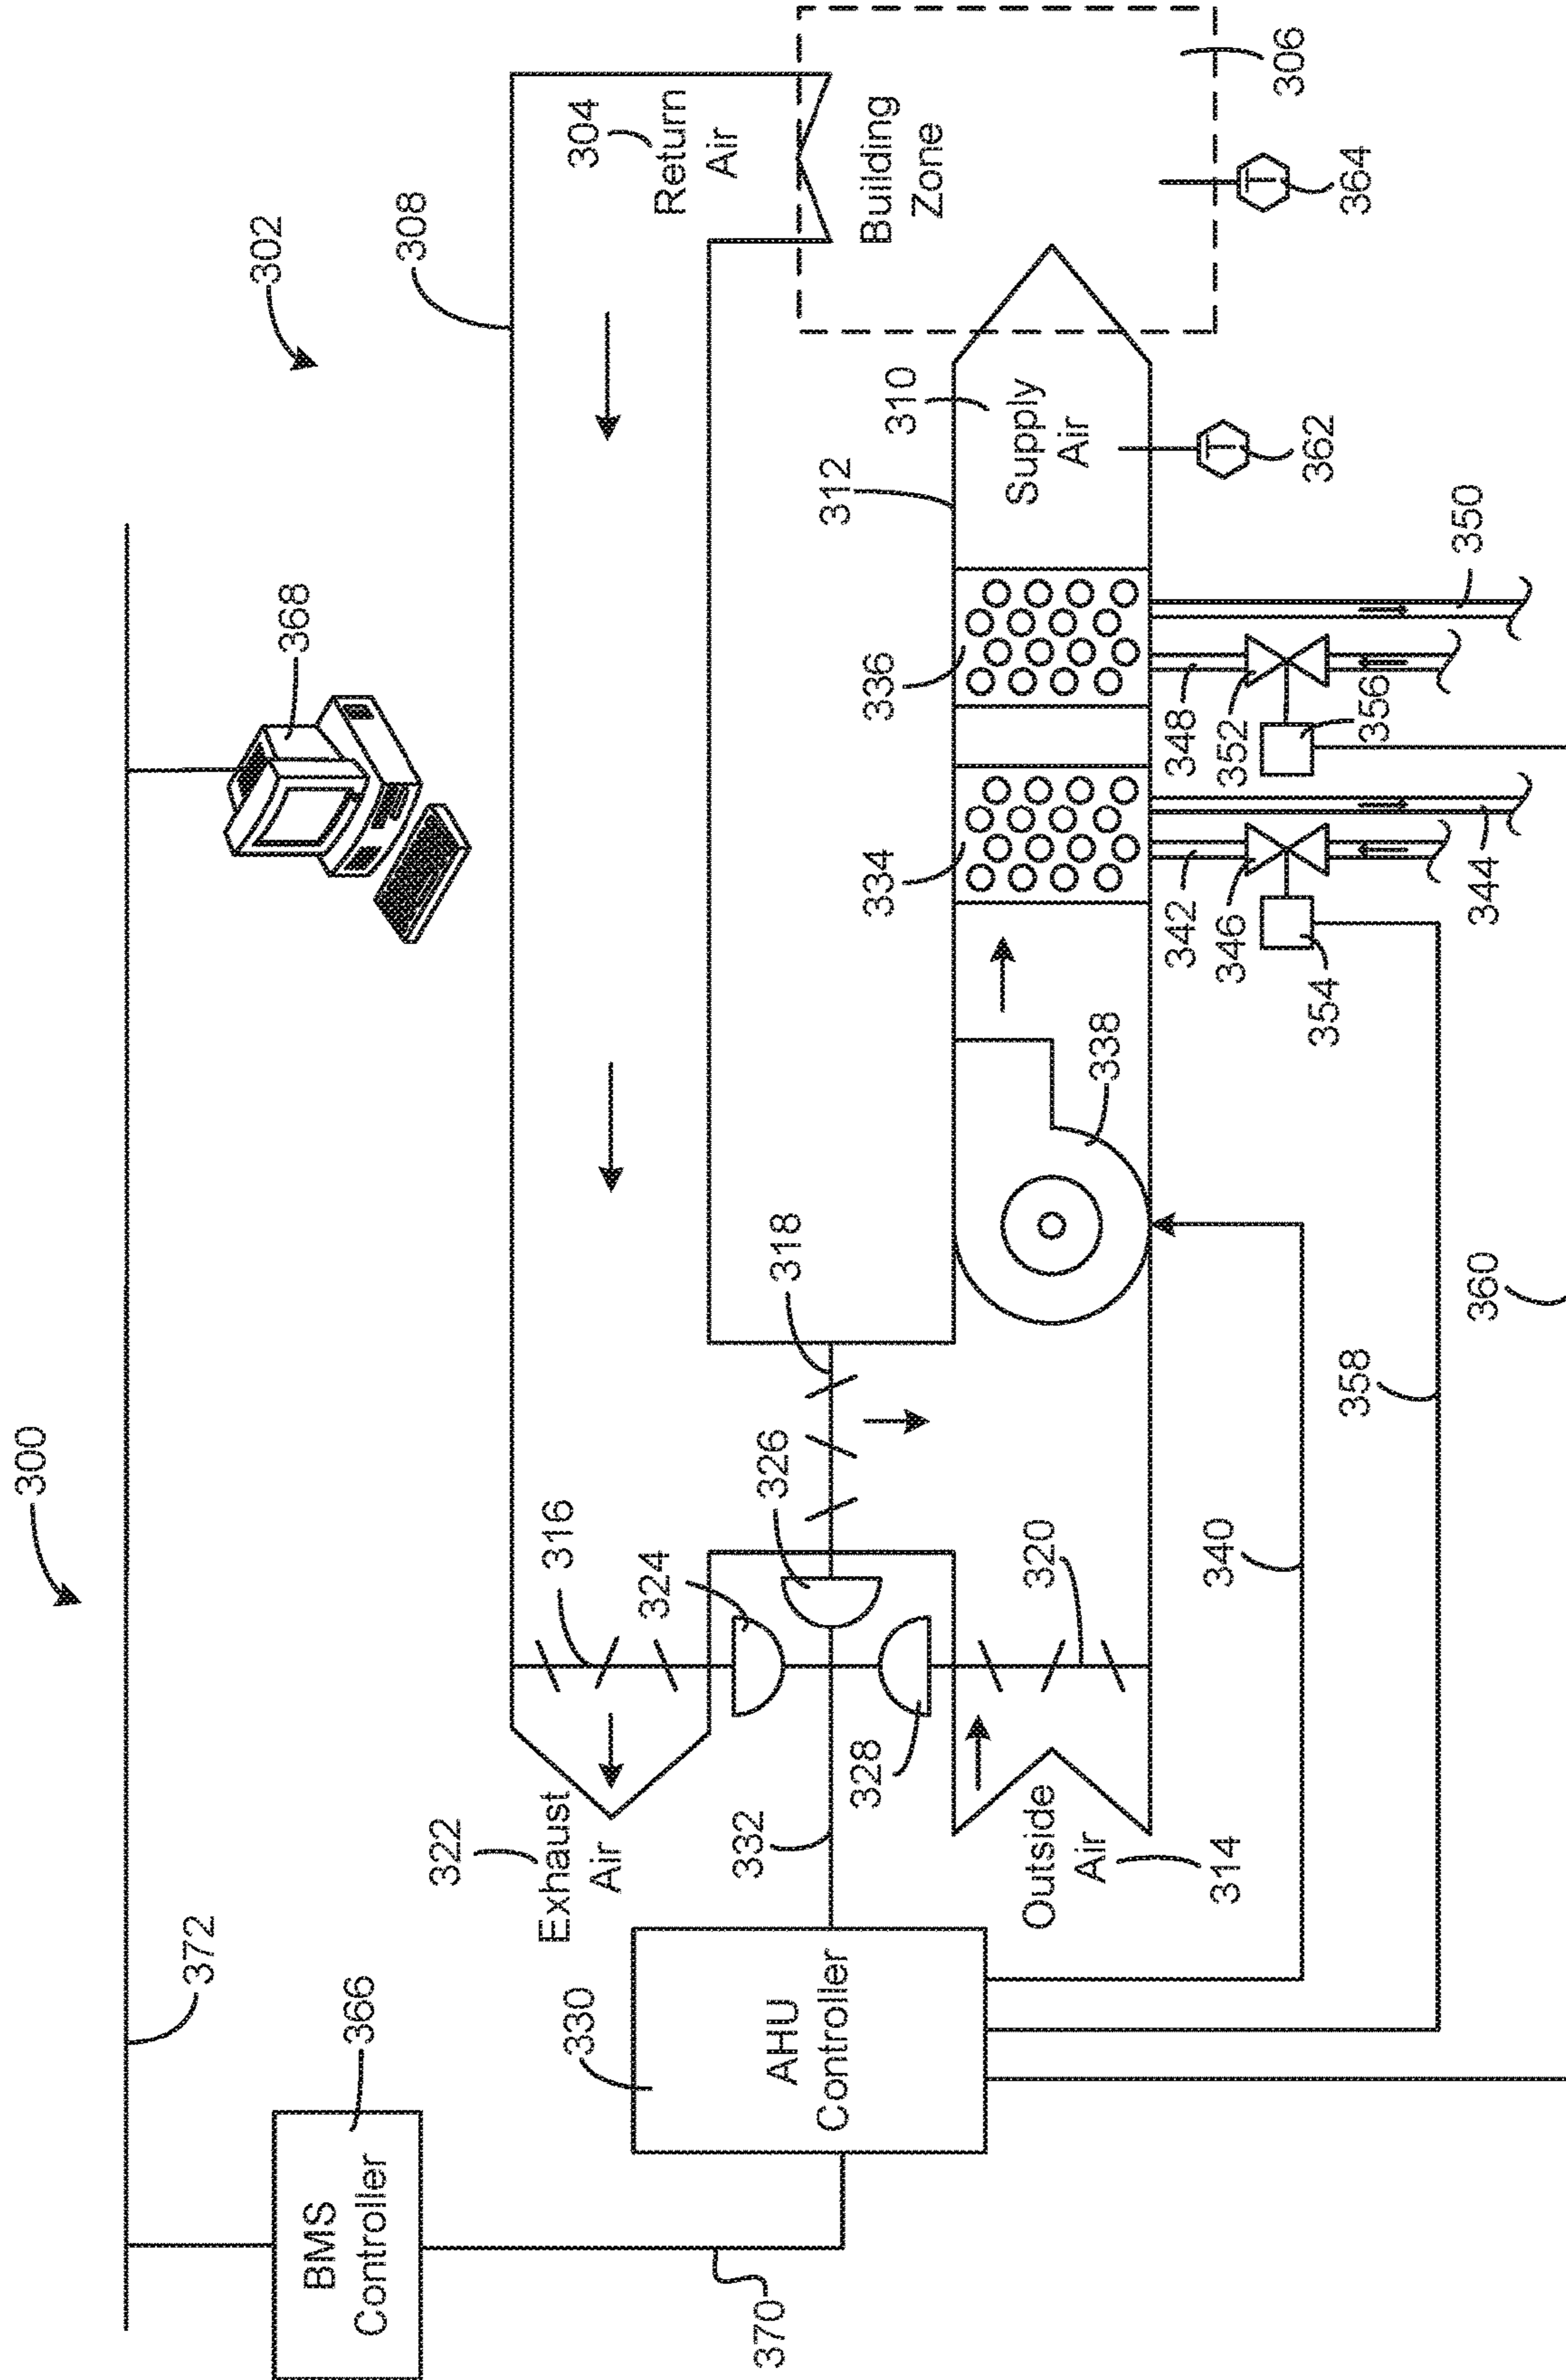 300
372
366
BMS
Controller
370
368
302
308
304
Return
Air
Building
Zone
306
364
322
Exhaust
Air
316
324
326
318
330
AHU
Controller
332
328
Outside
Air
314
320
338
334
336
312
310
Supply
Air
362
342
346
354
344
348
352
356
350
340
358
360